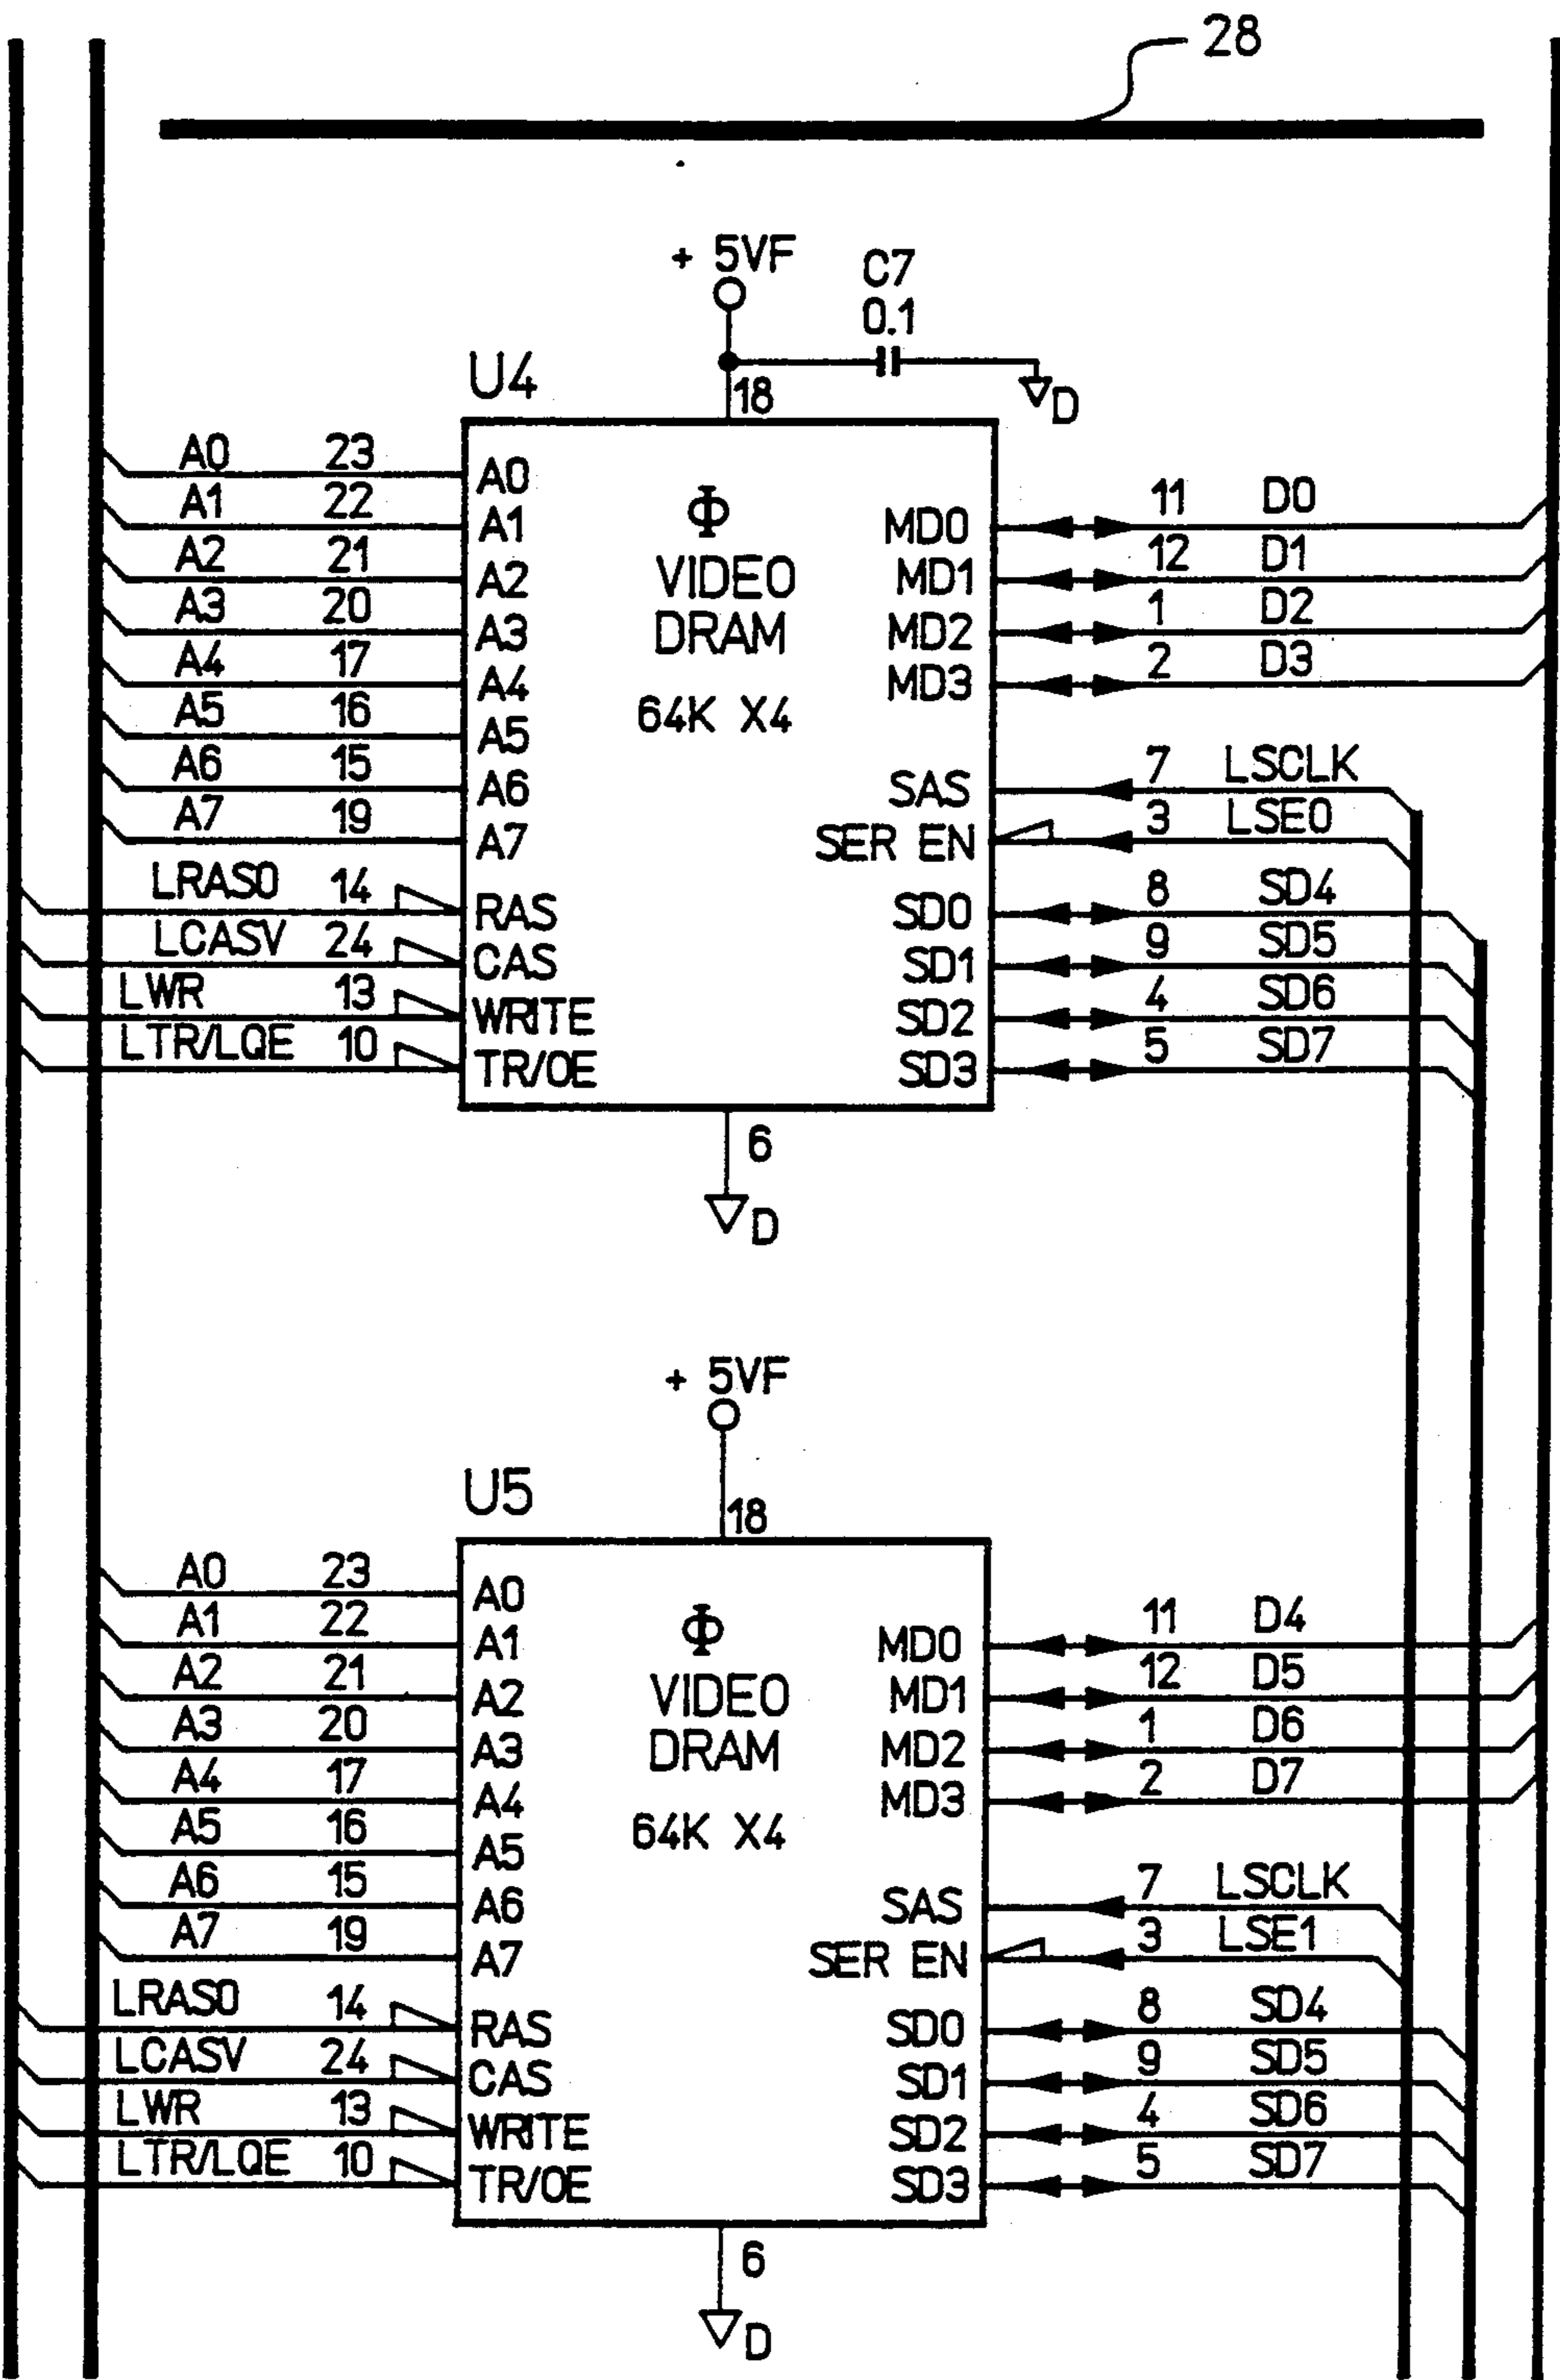 28
+ 5VF
C7
0.1
U4
18
D
A0 23 A0
A1 22 A1
A2 21 A2
A3 20 A3
A4 17 A4
A5 16 A5
A6 15 A6
A7 19 A7
LRAS0 14 RAS
LCASV 24 CAS
LWR 13 WRITE
LTR/LQE 10 TR/OE
Φ
VIDEO
DRAM
64K X4
MD0 11 D0
MD1 12 D1
MD2 1 D2
MD3 2 D3
SAS 7 LSCLK
SER EN 3 LSE0
SD0 8 SD4
SD1 9 SD5
SD2 4 SD6
SD3 5 SD7
6
D
+ 5VF
U5
18
A0 23 A0
A1 22 A1
A2 21 A2
A3 20 A3
A4 17 A4
A5 16 A5
A6 15 A6
A7 19 A7
LRAS0 14 RAS
LCASV 24 CAS
LWR 13 WRITE
LTR/LQE 10 TR/OE
Φ
VIDEO
DRAM
64K X4
MD0 11 D4
MD1 12 D5
MD2 1 D6
MD3 2 D7
SAS 7 LSCLK
SER EN 3 LSE1
SD0 8 SD4
SD1 9 SD5
SD2 4 SD6
SD3 5 SD7
6
D